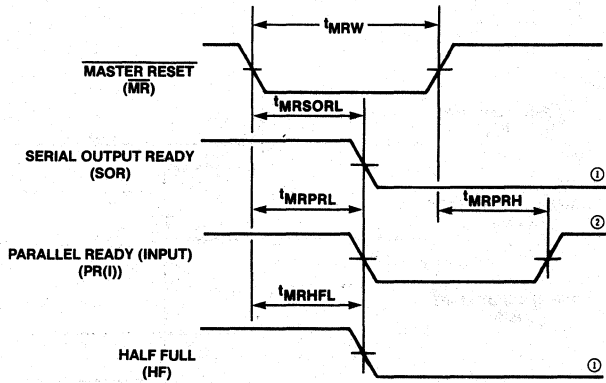 tMRW
MASTER RESET
(MR)
tMRSORL
SERIAL OUTPUT READY
(SOR)
①
tMRPRL
tMRPRH
②
PARALLEL READY (INPUT)
(PR(I))
tMRHFL
HALF FULL
(HF)
①